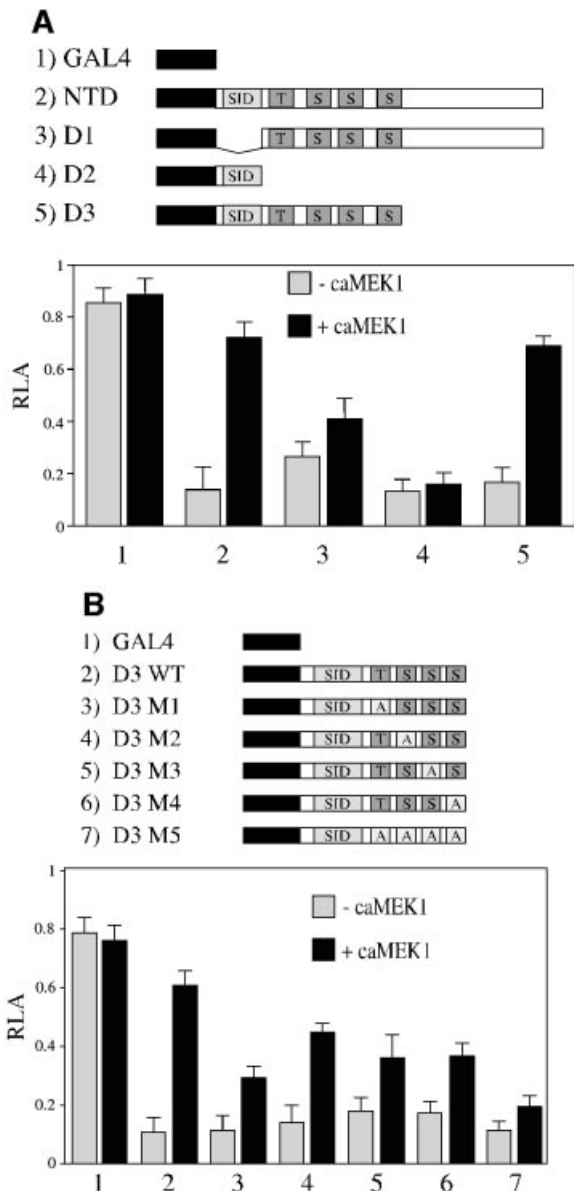 A
1) GAL4
2) NTD SID T S S S
3) D1 T S S S
4) D2 SID
5) D3 SID T S S S
1
0.8
0.6
0.4
0.2
0
RLA
- caMEK1
+ caMEK1
1 2 3 4 5
B
1) GAL4
2) D3 WT SID T S S S
3) D3 M1 SID A S S S
4) D3 M2 SID T A S S
5) D3 M3 SID T S A S
6) D3 M4 SID T S S A
7) D3 M5 SID A A A A
1
0.8
0.6
0.4
0.2
0
RLA
- caMEK1
+ caMEK1
1 2 3 4 5 6 7